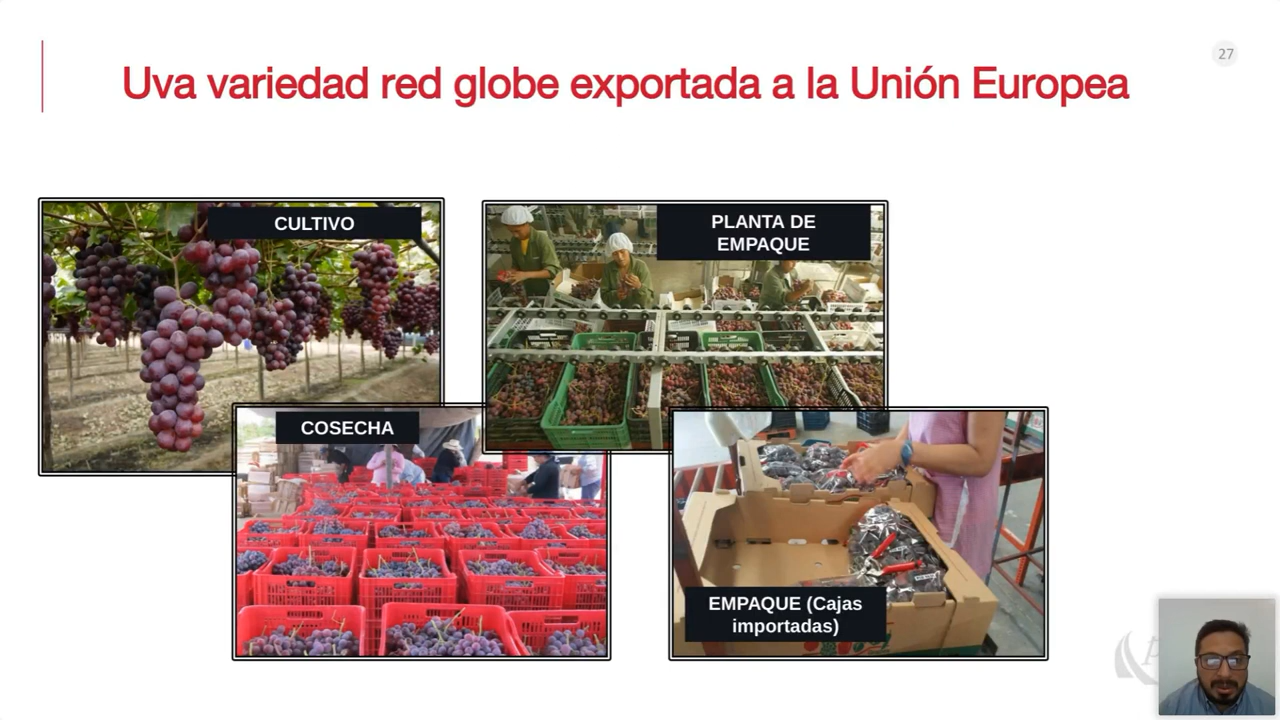 27
Uva variedad red globe exportada a la Unión Europea
CULTIVO
PLANTA DE
EMPAQUE
COSECHA
EMPAQUE (Cajas
importadas)